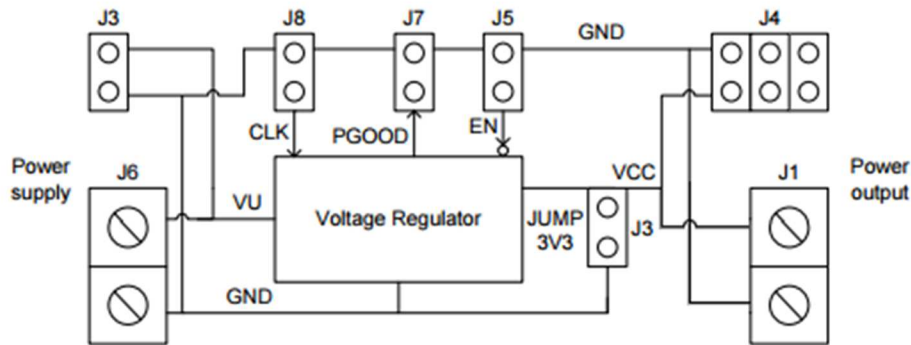 J3
J8
J7
J5
GND
J4
CLK
PGOOD
EN
Power
supply
J6
VU
Voltage Regulator
VCC
JUMP
3V3
J3
J1
Power
output
GND